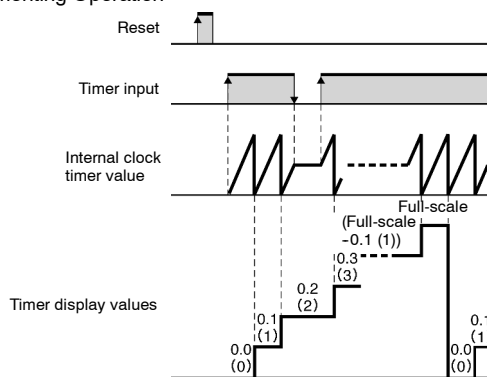 Reset
Timer input
Internal clock
timer value
Full-scale
(Full-scale
-0.1 (1))
0.3
(3)
0.2
(2)
Timer display values
0.1
(1)
0.0
(0)
0.0
(0)